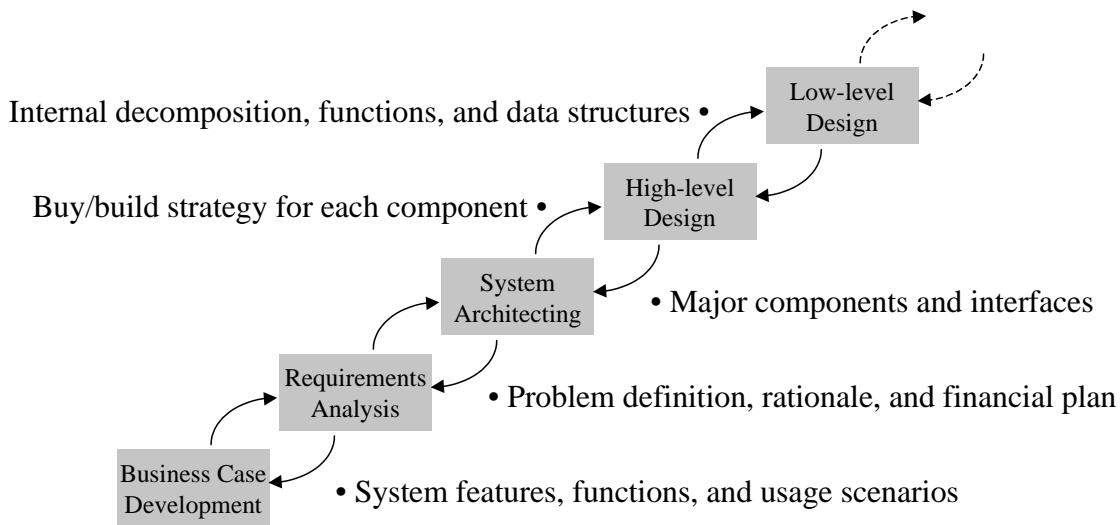 Low-level
Design
Internal decomposition, functions, and data structures •
High-level
Design
Buy/build strategy for each component •
System
Architecting
• Major components and interfaces
Requirements
Analysis
• Problem definition, rationale, and financial plan
Business Case
Development
• System features, functions, and usage scenarios